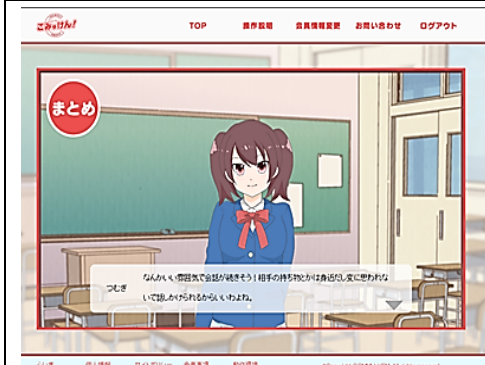 こみっけん!
TOP 操作説明 会員情報変更 お問い合わせ ログアウト
まとめ
つむぎ
なんかいい雰囲気で会話が続きそう!相手の持ち物とかは身近だし変に思われな
いで話しかけられるからいいわよね。